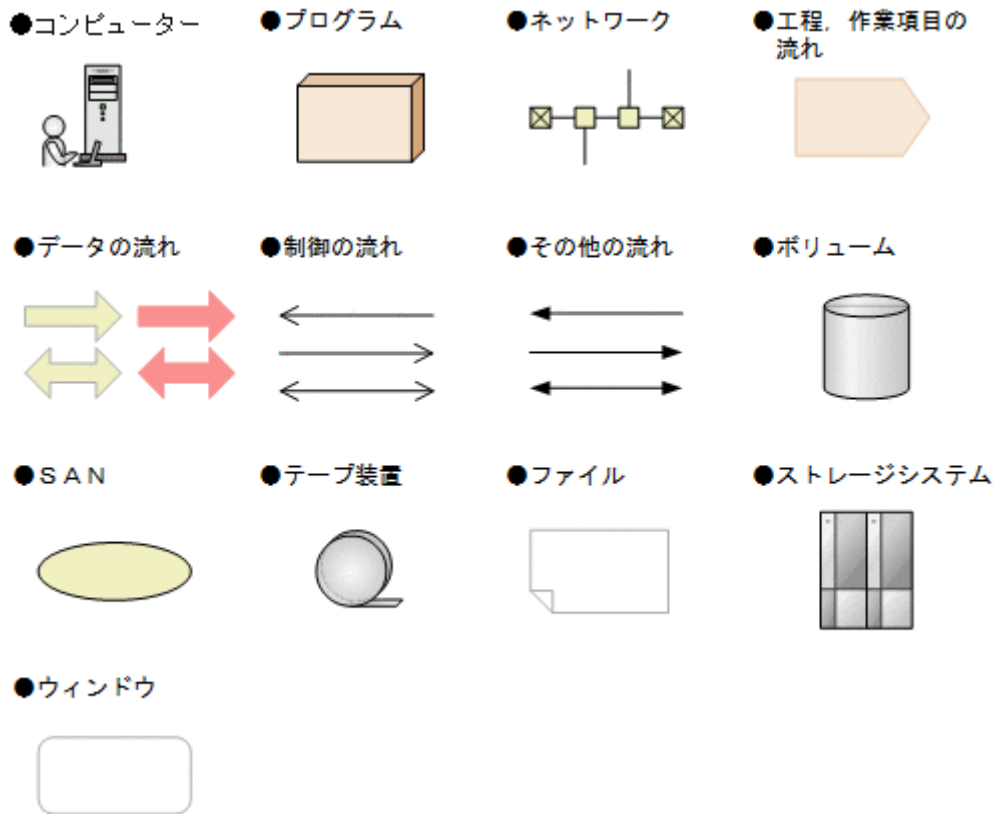 ●コンピューター
●プログラム
●ネットワーク
●工程，作業項目の
流れ
●データの流れ
●制御の流れ
●その他の流れ
●ボリューム
●ＳＡＮ
●テープ装置
●ファイル
●ストレージシステム
●ウィンドウ